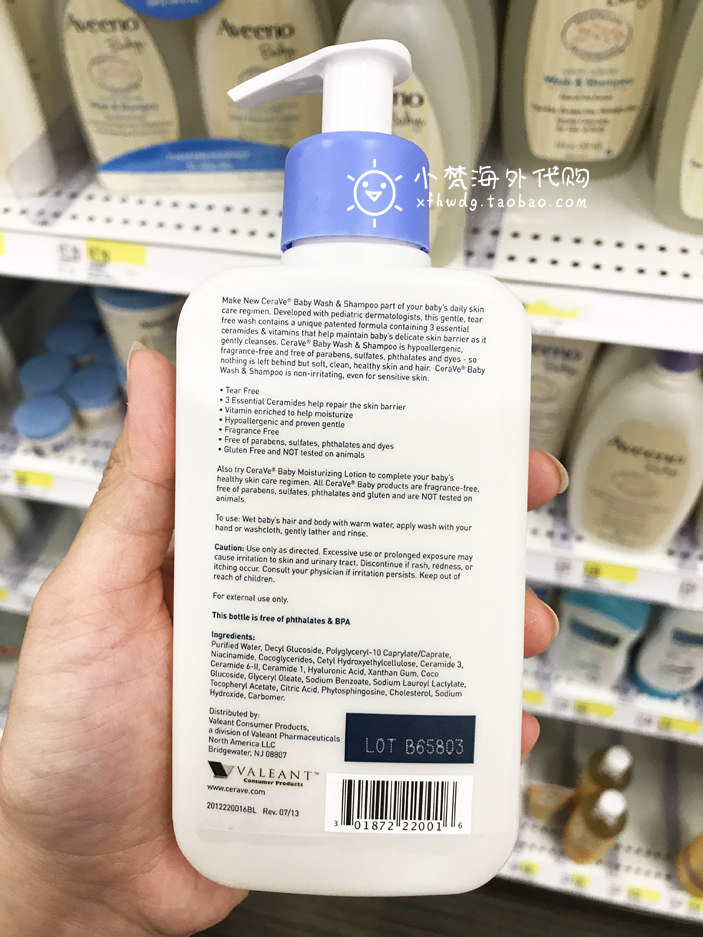 Aveeno
Baby
Aveeno
Baby
Wash & Shampoo
小梵海外代购
xfhwdg.taobao.com
Make New CeraVe® Baby Wash & Shampoo part of your baby's daily skin
care regimen. Developed with pediatric dermatologists, this gentle, tear
free wash contains a unique patented formula containing 3 essential
ceramides & vitamins that help maintain baby's delicate skin barrier as it
gently cleanses. CeraVe® Baby Wash & Shampoo is hypoallergenic,
fragrance-free and free of parabens, sulfates, phthalates and dyes - so
nothing is left behind but soft, clean, healthy skin and hair. CeraVe® Baby
Wash & Shampoo is non-irritating, even for sensitive skin.
• Tear Free
• 3 Essential Ceramides help repair the skin barrier
• Vitamin enriched to help moisturize
• Hypoallergenic and proven gentle
• Fragrance Free
• Free of parabens, sulfates, phthalates and dyes
• Gluten Free and NOT tested on animals
Also try CeraVe® Baby Moisturizing Lotion to complete your baby's
healthy skin care regimen. All CeraVe® Baby products are fragrance-free,
free of parabens, sulfates, phthalates and gluten and are NOT tested on
animals.
To use: Wet baby's hair and body with warm water, apply wash with your
hand or washcloth, gently lather and rinse.
Caution: Use only as directed. Excessive use or prolonged exposure may
cause irritation to skin and urinary tract. Discontinue if rash, redness, or
itching occur. Consult your physician if irritation persists. Keep out of
reach of children.
For external use only.
This bottle is free of phthalates & BPA
Ingredients:
Purified Water, Decyl Glucoside, Polyglyceryl-10 Caprylate/Caprate,
Niacinamide, Cocoglycerides, Cetyl Hydroxyethylcellulose, Ceramide 3,
Ceramide 6-II, Ceramide 1, Hyaluronic Acid, Xanthan Gum, Coco
Glucoside, Glyceryl Oleate, Sodium Benzoate, Sodium Lauroyl Lactylate,
Tocopheryl Acetate, Citric Acid, Phytosphingosine, Cholesterol, Sodium
Hydroxide, Carbomer.
Distributed by:
Valeant Consumer Products,
a division of Valeant Pharmaceuticals
North America LLC
Bridgewater, NJ 08807
LOT B65803
VALEANT™
Consumer Products
www.cerave.com
2012220016BL Rev. 07/13
3 01872 22001 6
Aveeno